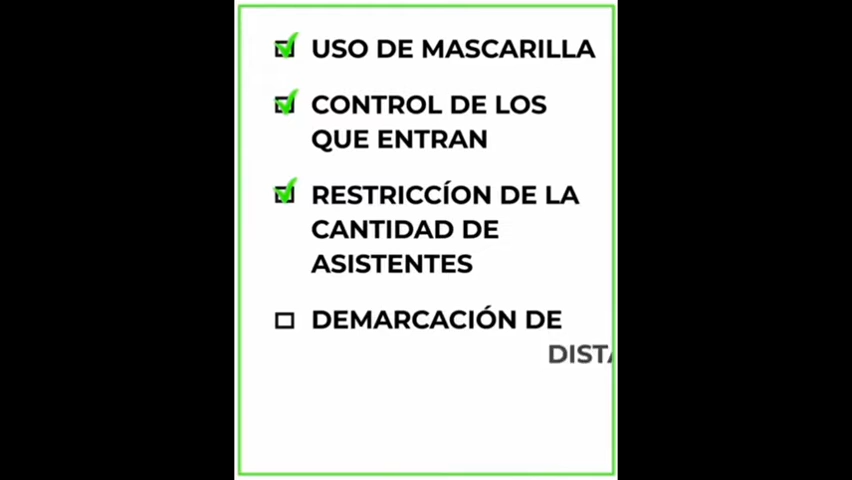 USO DE MASCARILLA
CONTROL DE LOS
QUE ENTRAN
RESTRICCÍON DE LA
CANTIDAD DE
ASISTENTES
DEMARCACIÓN DE